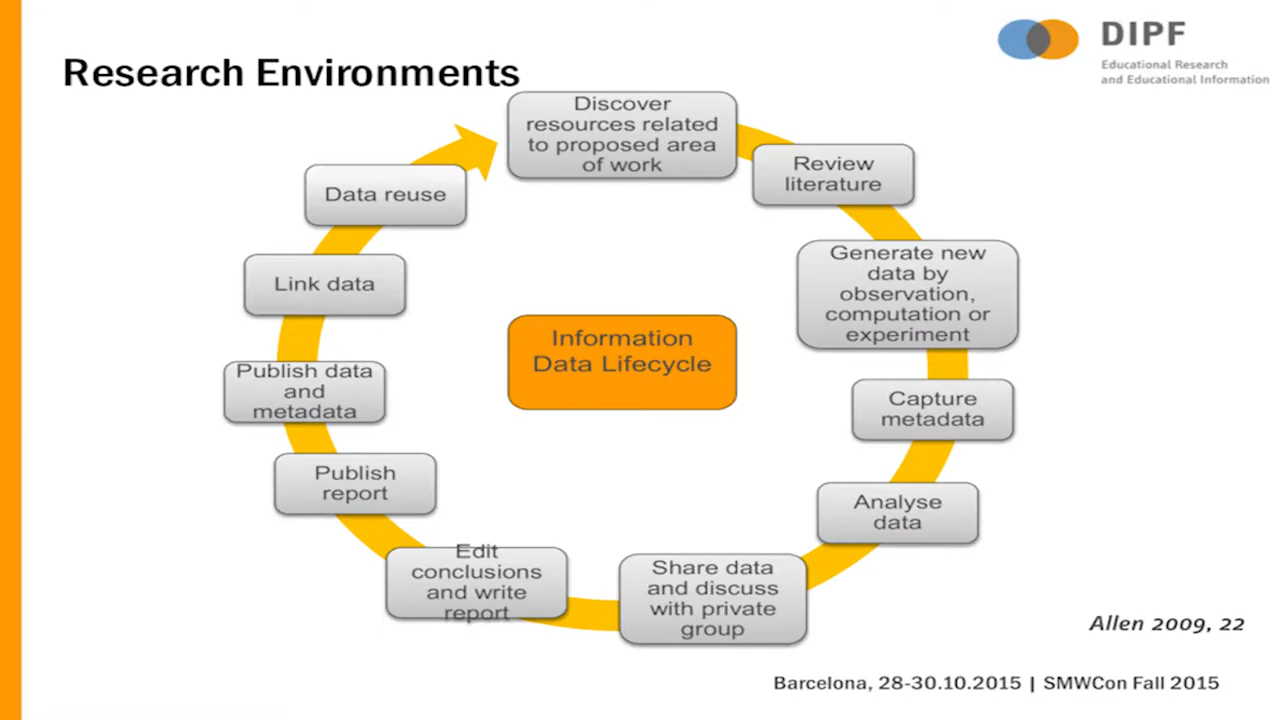 DIPF
Educational Research
and Educational Information
Research Environments
Discover
resources related
to proposed area
of work
Review
literature
Generate new
data by
observation,
computation or
experiment
Capture
metadata
Analyse
data
Share data
and discuss
with private
group
Edit
conclusions
and write
report
Publish
report
Publish data
and
metadata
Link data
Data reuse
Information
Data Lifecycle
Allen 2009, 22
Barcelona, 28-30.10.2015 | SMWCon Fall 2015